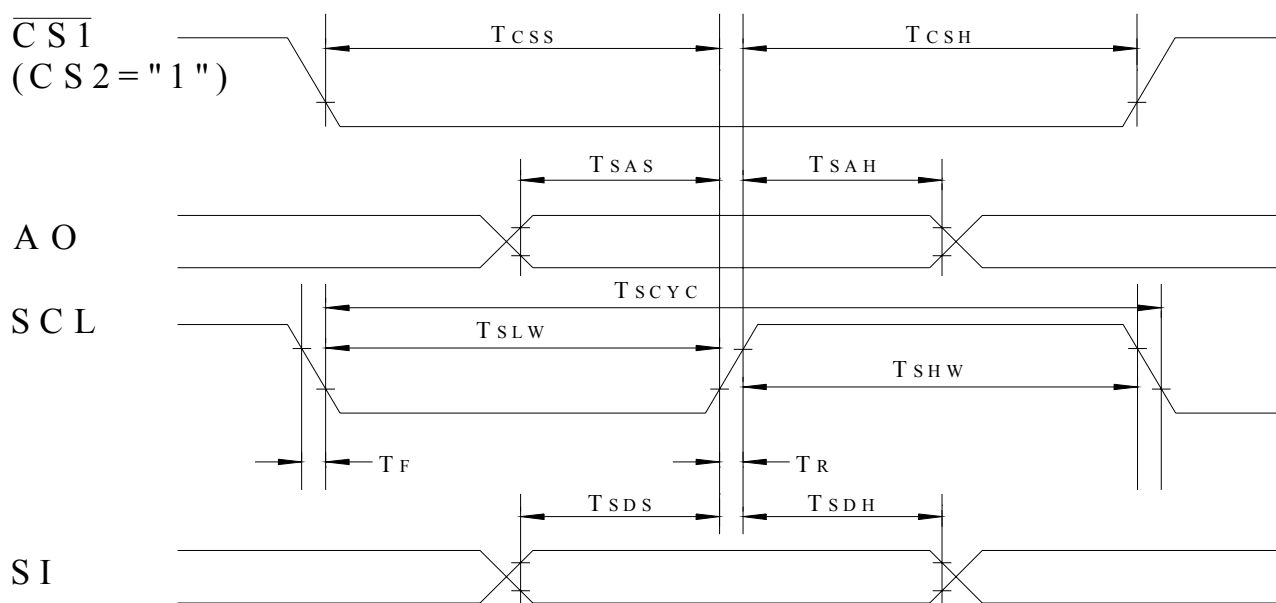 CS1
(CS2="1")
TCSS
TCSH
TSAS
TSAH
AO
TSCYC
SCL
TSLW
TSHW
TF
TR
TSDS
TSDH
SI